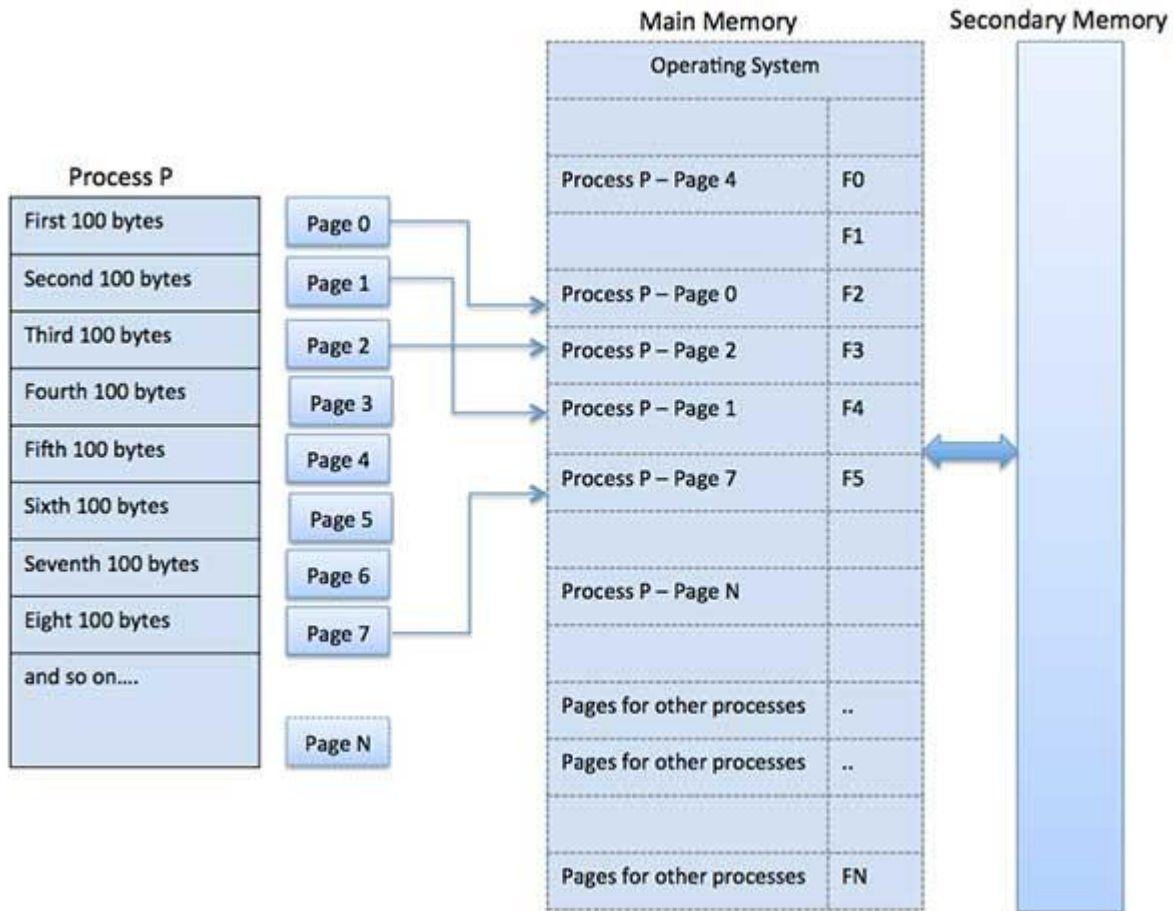 Main Memory
Secondary Memory
Operating System
Process P
First 100 bytes
Second 100 bytes
Third 100 bytes
Fourth 100 bytes
Fifth 100 bytes
Sixth 100 bytes
Seventh 100 bytes
Eight 100 bytes
and so on....
Page 0
Page 1
Page 2
Page 3
Page 4
Page 5
Page 6
Page 7
Page N
Process P – Page 4 F0
F1
Process P – Page 0 F2
Process P – Page 2 F3
Process P – Page 1 F4
Process P – Page 7 F5
Process P – Page N
Pages for other processes ..
Pages for other processes ..
Pages for other processes FN